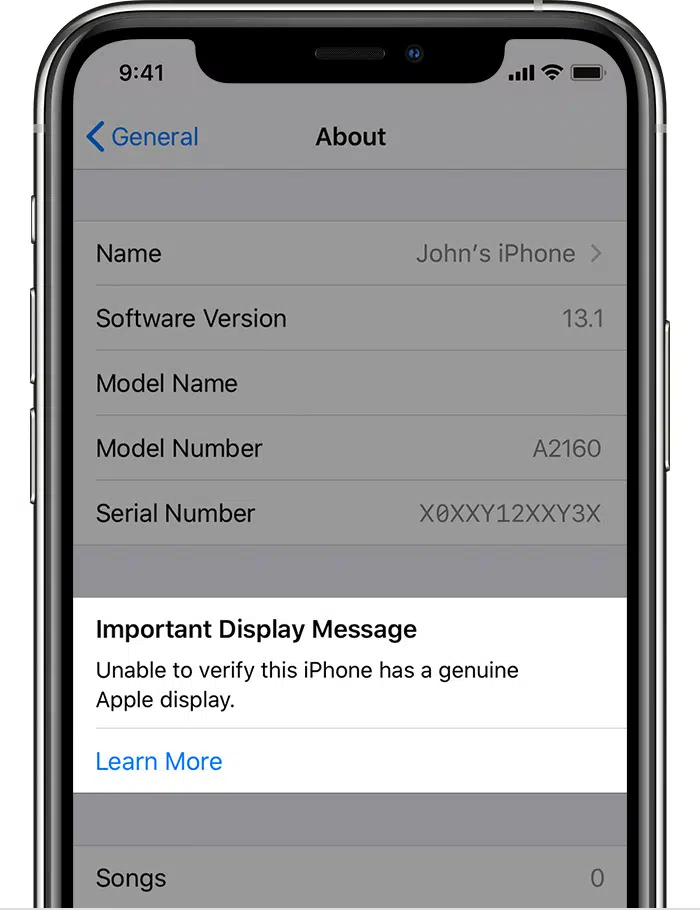 9:41
General
About
Name
John’s iPhone
Software Version
13.1
Model Name
Model Number
A2160
Serial Number
X0XXY12XXY3X
Important Display Message
Unable to verify this iPhone has a genuine
Apple display.
Learn More
Songs
0